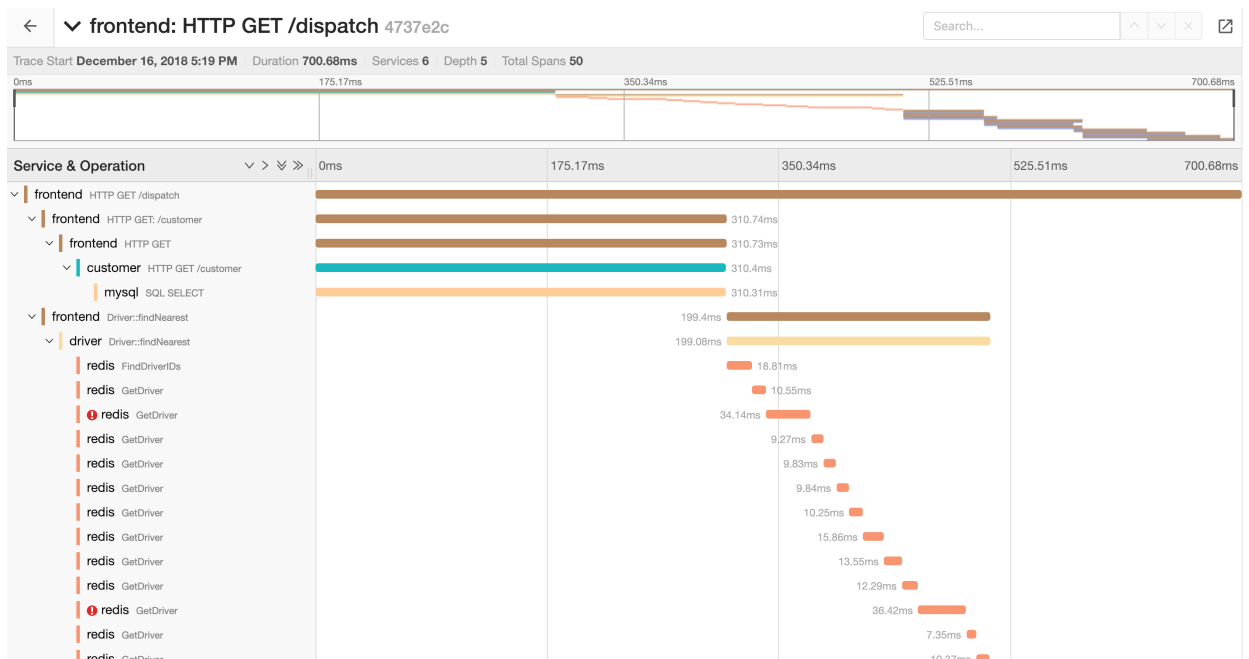 frontend: HTTP GET /dispatch 4737e2c
Search...
Trace Start December 16, 2018 5:19 PM Duration 700.68ms Services 6 Depth 5 Total Spans 50
0ms 175.17ms 350.34ms 525.51ms 700.68ms
Service & Operation 0ms 175.17ms 350.34ms 525.51ms 700.68ms
frontend HTTP GET /dispatch
frontend HTTP GET: /customer 310.74ms
frontend HTTP GET 310.73ms
customer HTTP GET /customer 310.4ms
mysql SQL SELECT 310.31ms
frontend Driver::findNearest 199.4ms
driver Driver::findNearest 199.08ms
redis FindDriverIDs 18.81ms
redis GetDriver 10.55ms
redis GetDriver 34.14ms
redis GetDriver 9.27ms
redis GetDriver 9.83ms
redis GetDriver 9.84ms
redis GetDriver 10.25ms
redis GetDriver 15.86ms
redis GetDriver 13.55ms
redis GetDriver 12.29ms
redis GetDriver 36.42ms
redis GetDriver 7.35ms
redis GetDriver 10.37ms